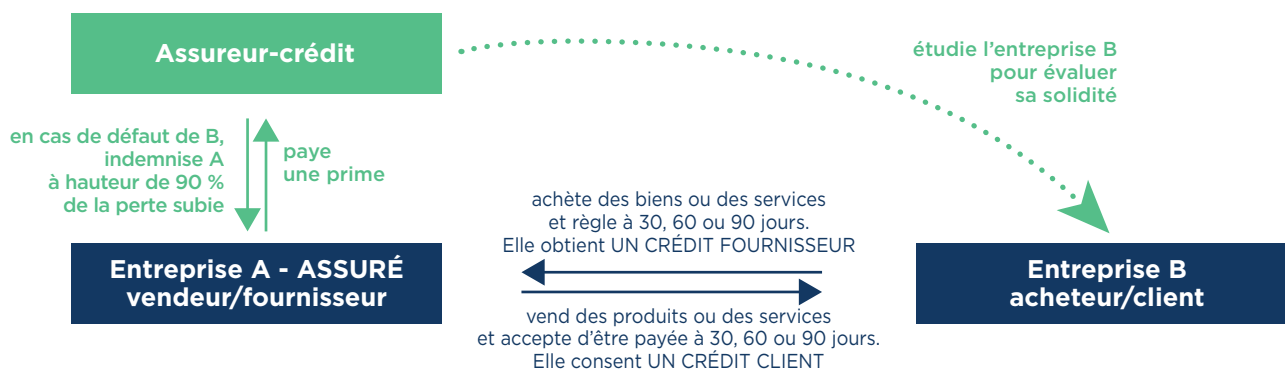 Assureur-crédit
étudie l’entreprise B
pour évaluer
sa solidité
en cas de défaut de B,
indemnise A
à hauteur de 90 %
de la perte subie
paye
une prime
achète des biens ou des services
et règle à 30, 60 ou 90 jours.
Elle obtient UN CRÉDIT FOURNISSEUR
Entreprise A - ASSURÉ
vendeur/fournisseur
Entreprise B
acheteur/client
vend des produits ou des services
et accepte d’être payée à 30, 60 ou 90 jours.
Elle consent UN CRÉDIT CLIENT